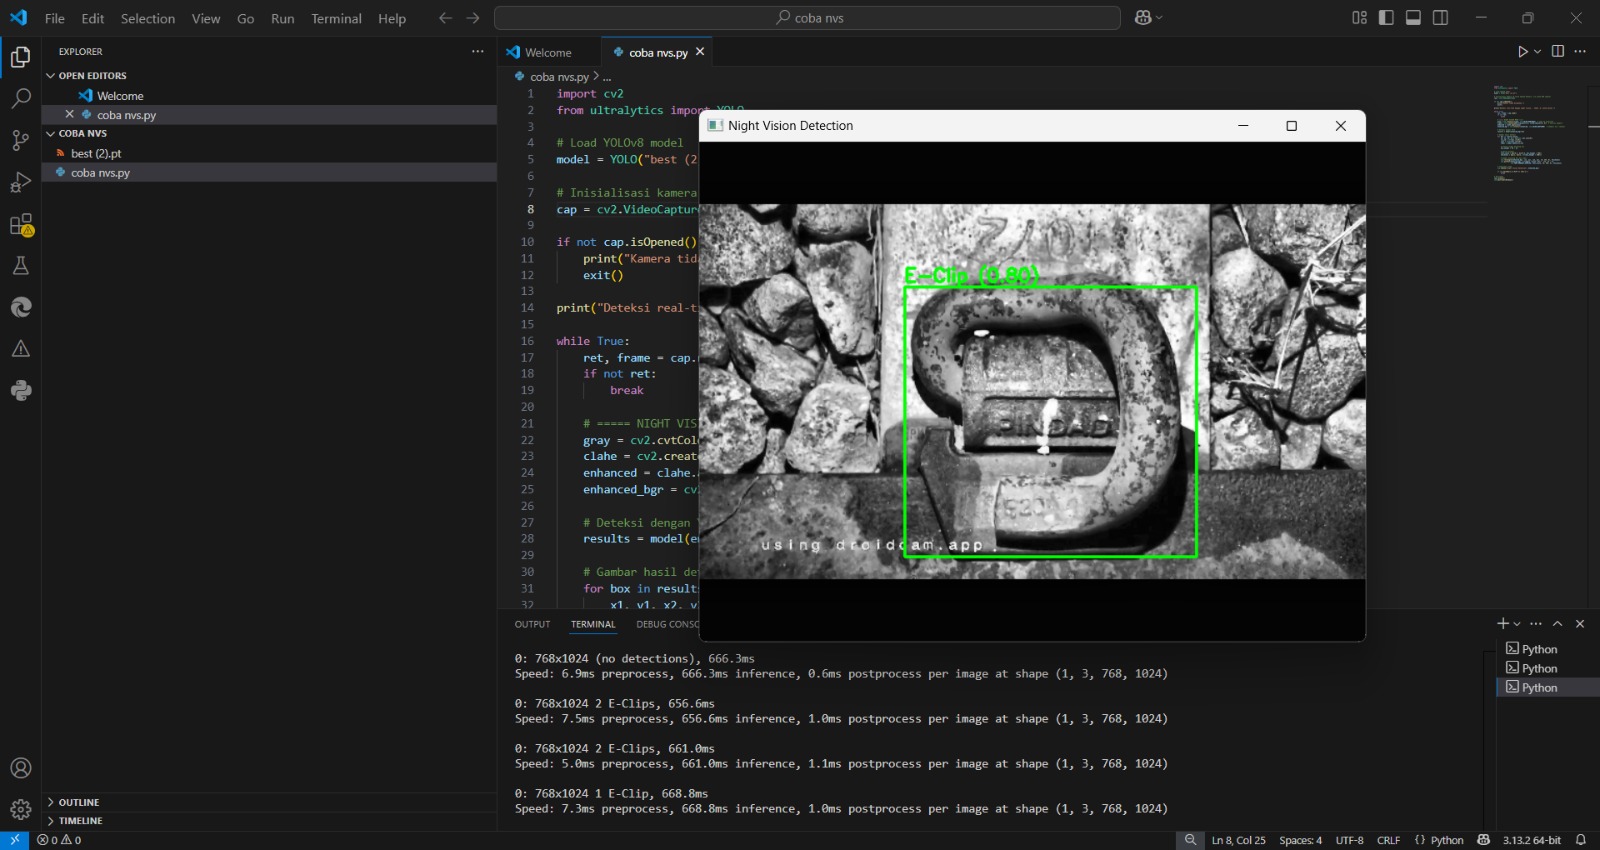 File Edit Selection View Go Run Terminal Help
coba nvs
EXPLORER
OPEN EDITORS
Welcome
coba nvs.py
COBA NVS
best (2).pt
coba nvs.py
OUTLINE
TIMELINE
Welcome
coba nvs.py
coba nvs.py > ...
1 import cv2
2 from ultralytics import YOLO
3
4 # Load YOLOv8 model
5 model = YOLO("best (2
6
7 # Inisialisasi kamera
8 cap = cv2.VideoCapture
9
10 if not cap.isOpened()
11 print("Kamera tida
12 exit()
13
14 print("Deteksi real-t
15
16 while True:
17 ret, frame = cap.
18 if not ret:
19 break
20
21 # ===== NIGHT VIS
22 gray = cv2.cvtColo
23 clahe = cv2.create
24 enhanced = clahe.
25 enhanced_bgr = cv
26
27 # Deteksi dengan
28 results = model(en
29
30 # Gambar hasil de
31 for box in result
32 x1, y1, x2, y
Night Vision Detection
E-Clip (0.80)
using droidcam.app
OUTPUT TERMINAL DEBUG CONS
0: 768x1024 (no detections), 666.3ms
Speed: 6.9ms preprocess, 666.3ms inference, 0.6ms postprocess per image at shape (1, 3, 768, 1024)
0: 768x1024 2 E-Clips, 656.6ms
Speed: 7.5ms preprocess, 656.6ms inference, 1.0ms postprocess per image at shape (1, 3, 768, 1024)
0: 768x1024 2 E-Clips, 661.0ms
Speed: 5.0ms preprocess, 661.0ms inference, 1.1ms postprocess per image at shape (1, 3, 768, 1024)
0: 768x1024 1 E-Clip, 668.8ms
Speed: 7.3ms preprocess, 668.8ms inference, 1.0ms postprocess per image at shape (1, 3, 768, 1024)
Python
Python
Python
0 0
Ln 8, Col 25 Spaces: 4 UTF-8 CRLF {} Python 3.13.2 64-bit